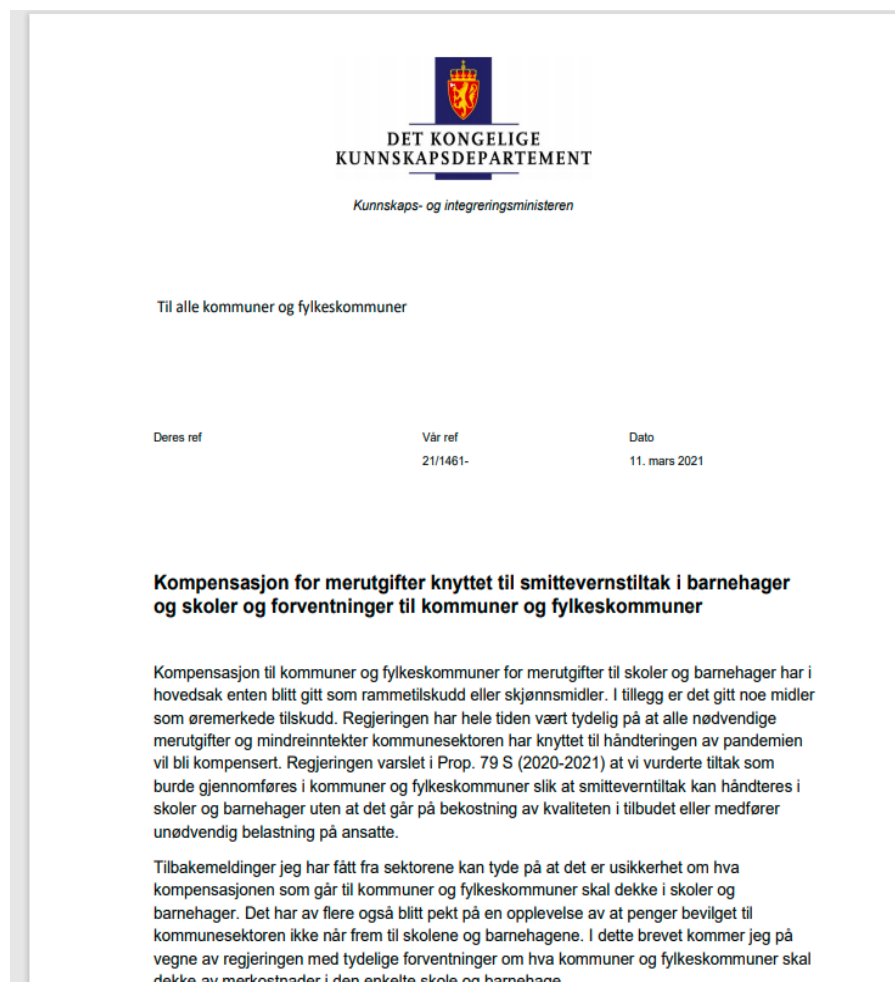 DET KONGELIGE
KUNNSKAPSDEPARTEMENT
Kunnskaps- og integreringsministeren
Til alle kommuner og fylkeskommuner
Deres ref Vår ref Dato
21/1461- 11. mars 2021
Kompensasjon for merutgifter knyttet til smittevernstiltak i barnehager
og skoler og forventninger til kommuner og fylkeskommuner
Kompensasjon til kommuner og fylkeskommuner for merutgifter til skoler og barnehager har i
hovedsak enten blitt gitt som rammetilskudd eller skjønnsmidler. I tillegg er det gitt noe midler
som øremerkede tilskudd. Regjeringen har hele tiden vært tydelig på at alle nødvendige
merutgifter og mindreinntekter kommunesektoren har knyttet til håndteringen av pandemien
vil bli kompensert. Regjeringen varslet i Prop. 79 S (2020-2021) at vi vurderte tiltak som
burde gjennomføres i kommuner og fylkeskommuner slik at smitteverntiltak kan håndteres i
skoler og barnehager uten at det går på bekostning av kvaliteten i tilbudet eller medfører
unødvendig belastning på ansatte.
Tilbakemeldinger jeg har fått fra sektorene kan tyde på at det er usikkerhet om hva
kompensasjonen som går til kommuner og fylkeskommuner skal dekke i skoler og
barnehager. Det har av flere også blitt pekt på en opplevelse av at penger bevilget til
kommunesektoren ikke når frem til skolene og barnehagene. I dette brevet kommer jeg på
vegne av regjeringen med tydelige forventninger om hva kommuner og fylkeskommuner skal
dekke av merkostnader i den enkelte skole og barnehage.